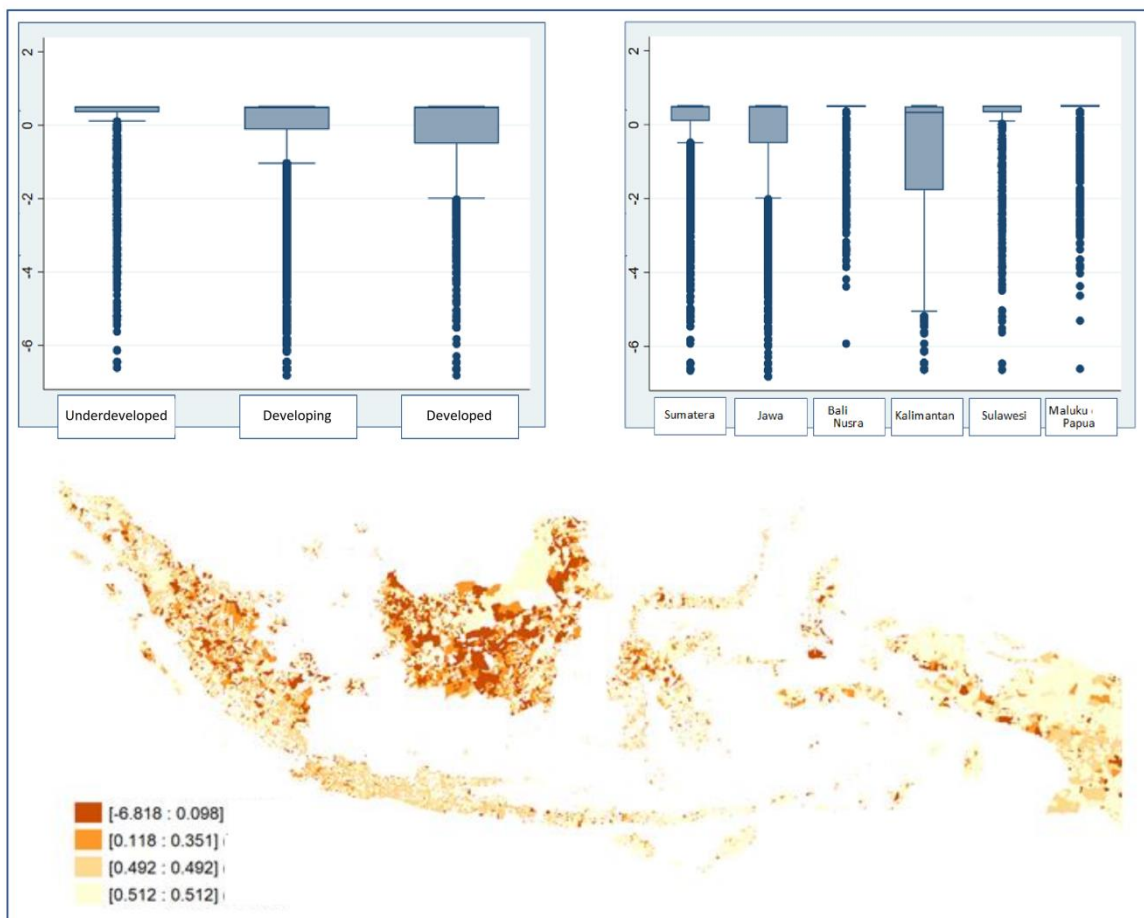 2
0
-2
-4
-6
Underdeveloped
Developing
Developed
2
0
-2
-4
-6
Sumatera
Jawa
Bali
Nusra
Kalimantan
Sulawesi
Maluku
Papua
[-6.818 : 0.098]
[0.118 : 0.351] (
[0.492 : 0.492] (
[0.512 : 0.512] (